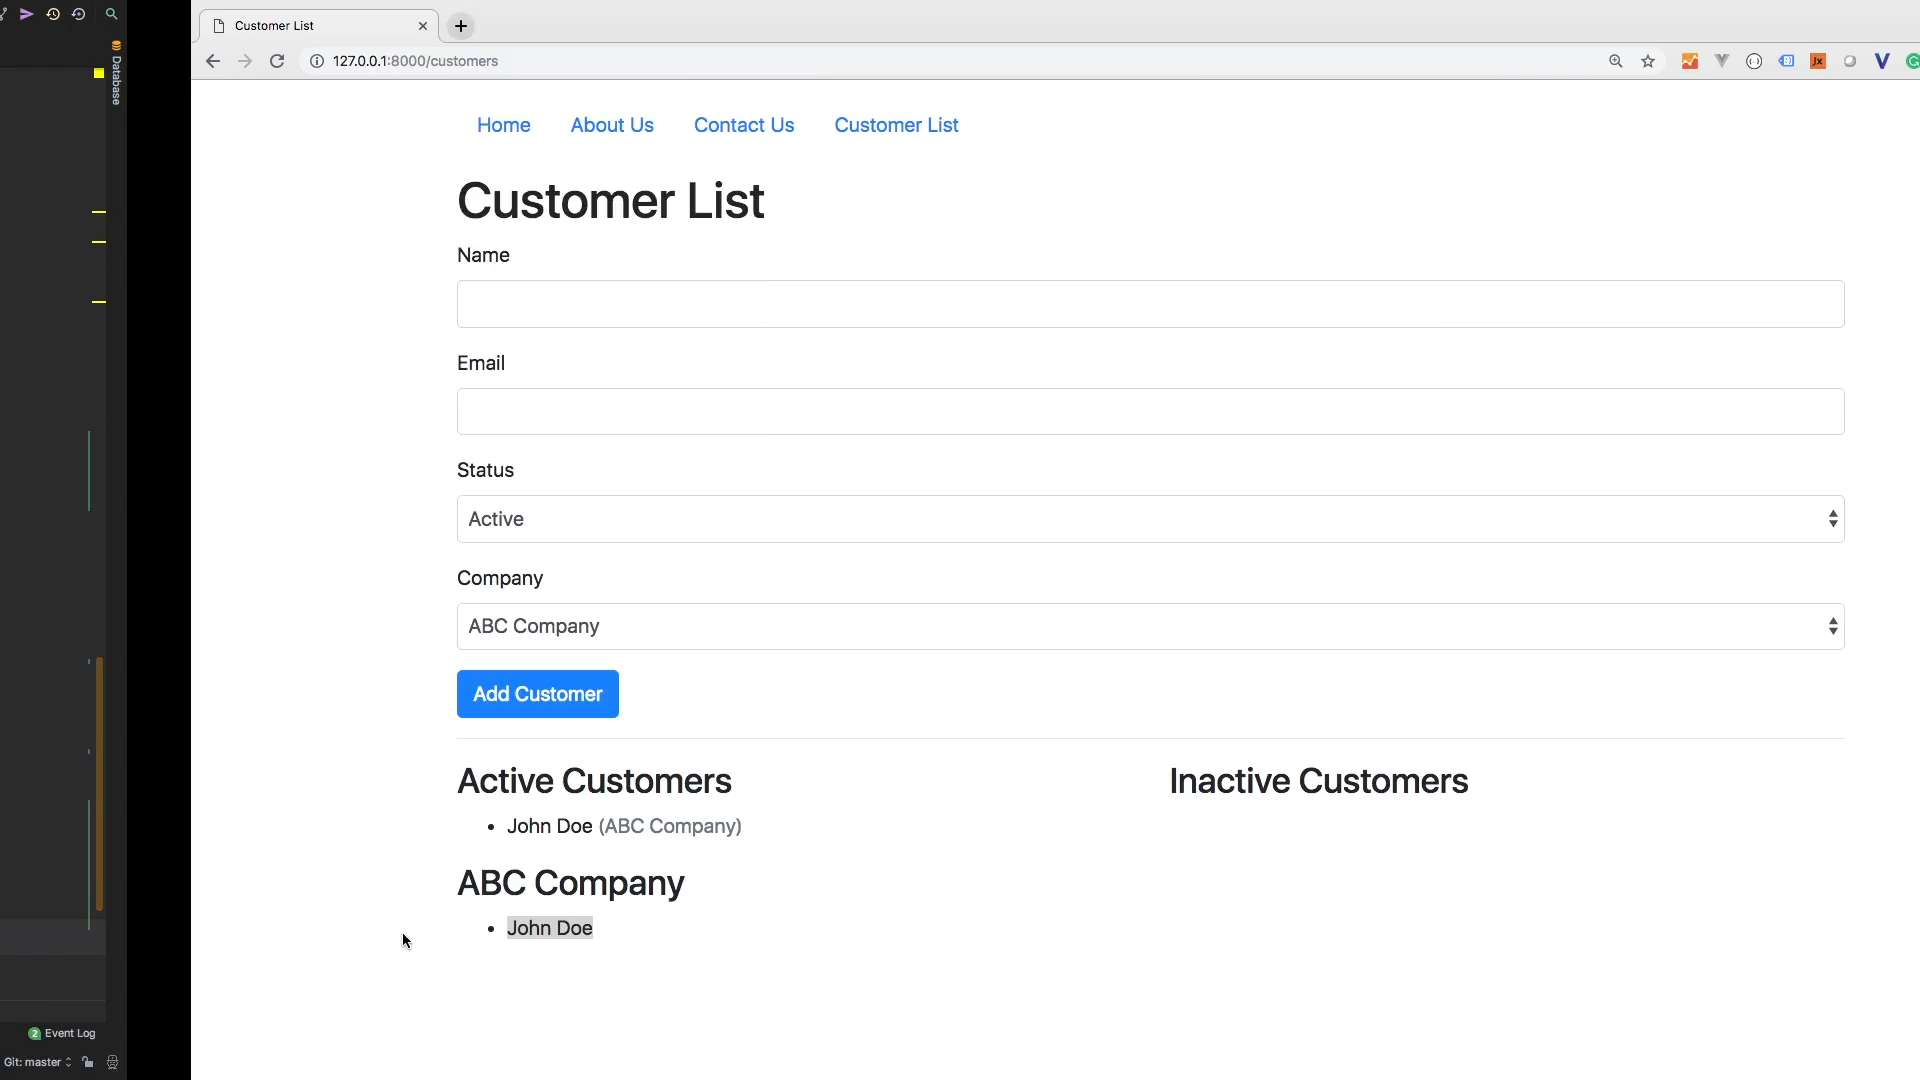 Customer List
127.0.0.1:8000/customers
Database
Home About Us Contact Us Customer List
Customer List
Name
Email
Status
Active
Company
ABC Company
Add Customer
Active Customers
John Doe (ABC Company)
ABC Company
John Doe
Inactive Customers
2 Event Log
Git: master